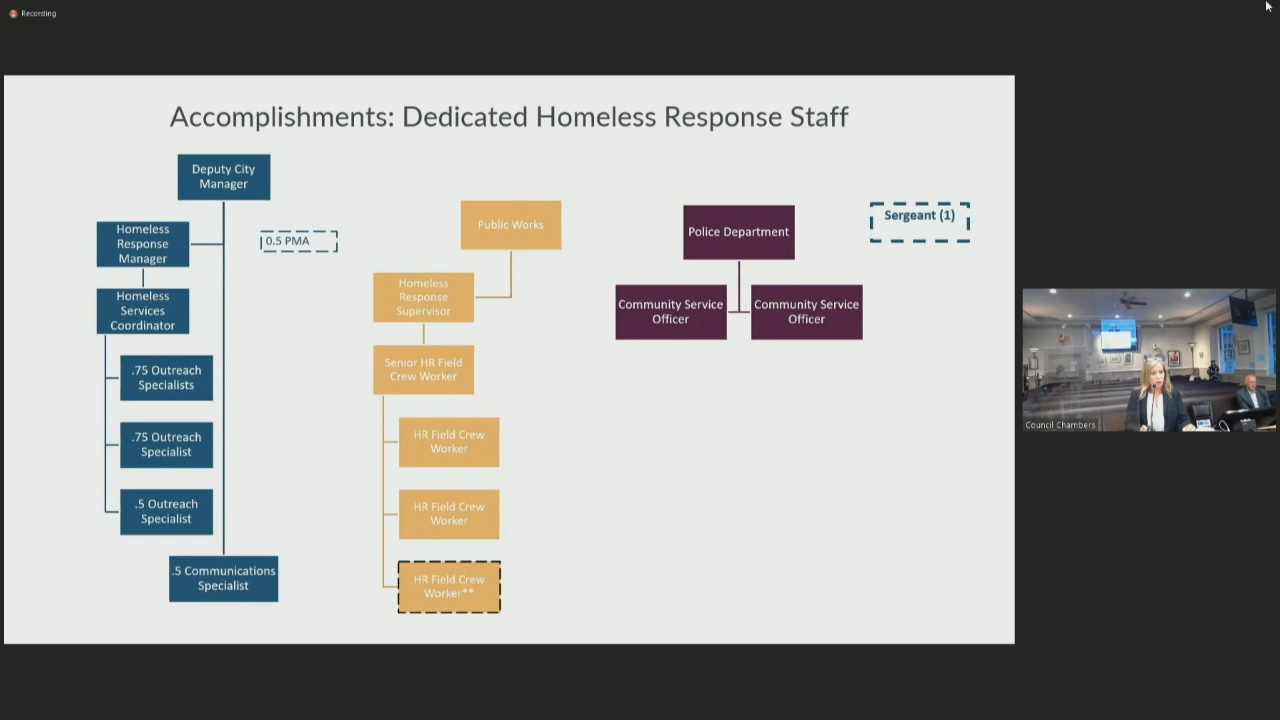 Recording
Accomplishments: Dedicated Homeless Response Staff
Deputy City
Manager
Homeless
Response
Manager
0.5 PMA
Homeless
Services
Coordinator
.75 Outreach
Specialists
.75 Outreach
Specialist
.5 Outreach
Specialist
.5 Communications
Specialist
Public Works
Homeless
Response
Supervisor
Senior HR Field
Crew Worker
HR Field Crew
Worker
HR Field Crew
Worker
HR Field Crew
Worker**
Police Department
Community Service
Officer
Community Service
Officer
Sergeant (1)
Council Chambers